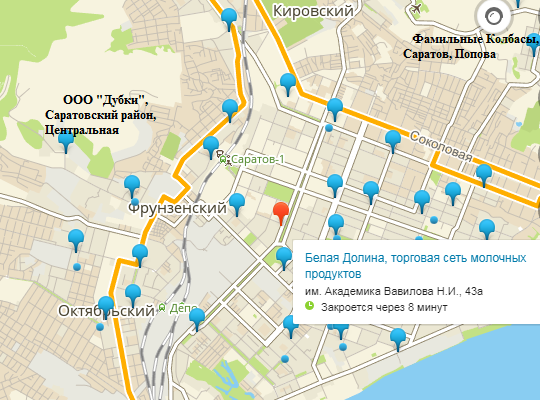 Кировский
Фамильные Колбасы,
Саратов, Попова
ООО "Дубки",
Саратовский район,
Центральная
Соколовая
Саратов-1
Фрунзенский
Белая Долина, торговая сеть молочных
продуктов
им. Академика Вавилова Н.И., 43а
Закроется через 8 минут
Октябрьский
Депо